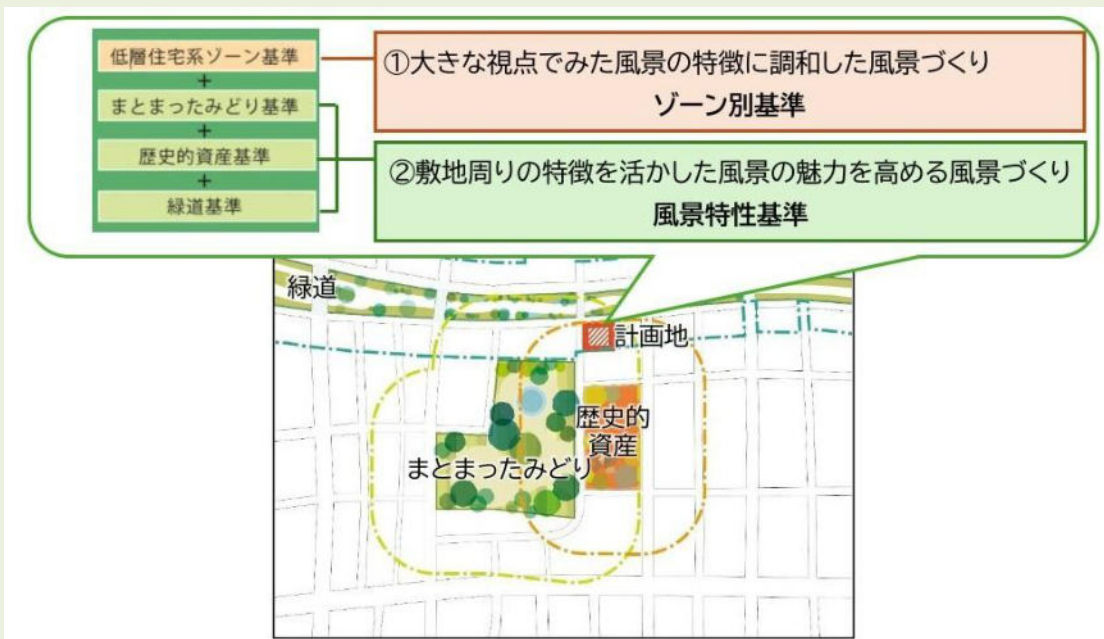 低層住宅系ゾーン基準
+
まとまったみどり基準
+
歴史的資産基準
+
緑道基準
①大きな視点でみた風景の特徴に調和した風景づくり
ゾーン別基準
②敷地周りの特徴を活かした風景の魅力を高める風景づくり
風景特性基準
緑道
計画地
歴史的
資産
まとまったみどり